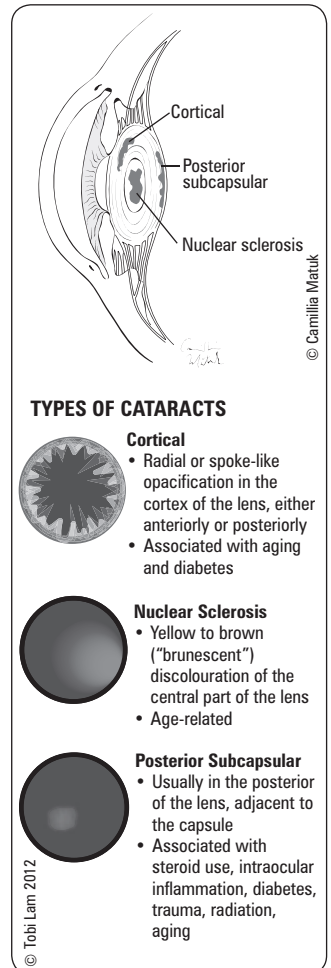 Cortical
Posterior
subcapsular
Nuclear sclerosis
© Camillia Matuk
TYPES OF CATARACTS
Cortical
• Radial or spoke-like
opacification in the
cortex of the lens, either
anteriorly or posteriorly
• Associated with aging
and diabetes
Nuclear Sclerosis
• Yellow to brown
(“brunescent”)
discolouration of the
central part of the lens
• Age-related
Posterior Subcapsular
• Usually in the posterior
of the lens, adjacent to
the capsule
• Associated with
steroid use, intraocular
inflammation, diabetes,
trauma, radiation,
aging
© Tobi Lam 2012